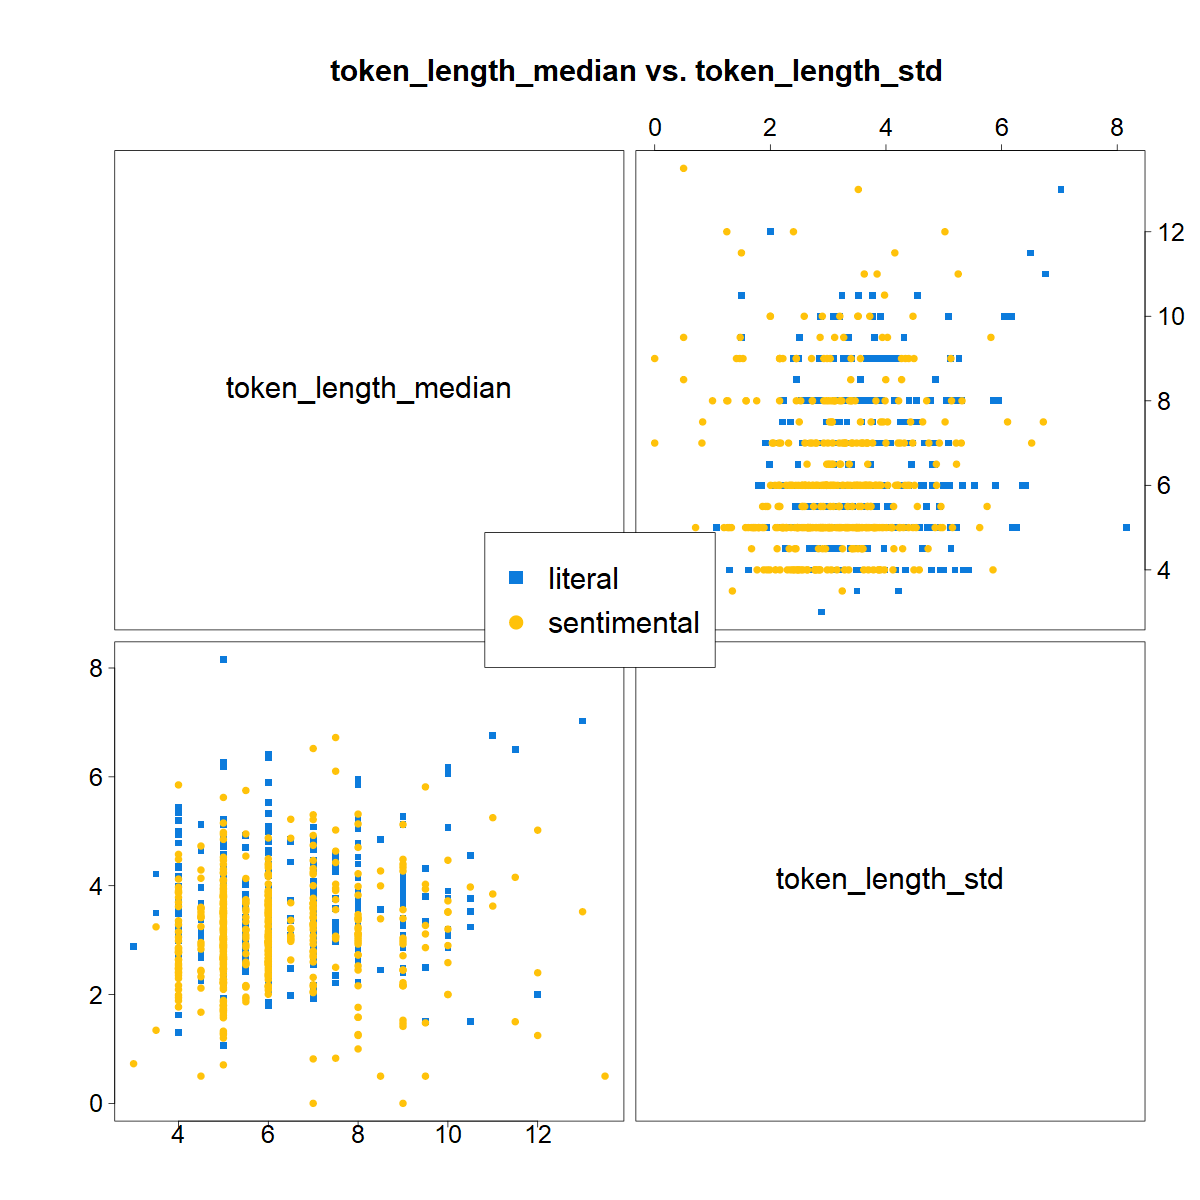 token_length_median vs. token_length_std
0 2 4 6 8
token_length_median
12
10
8
6
4
literal
sentimental
8
6
4
2
0
token_length_std
4 6 8 10 12